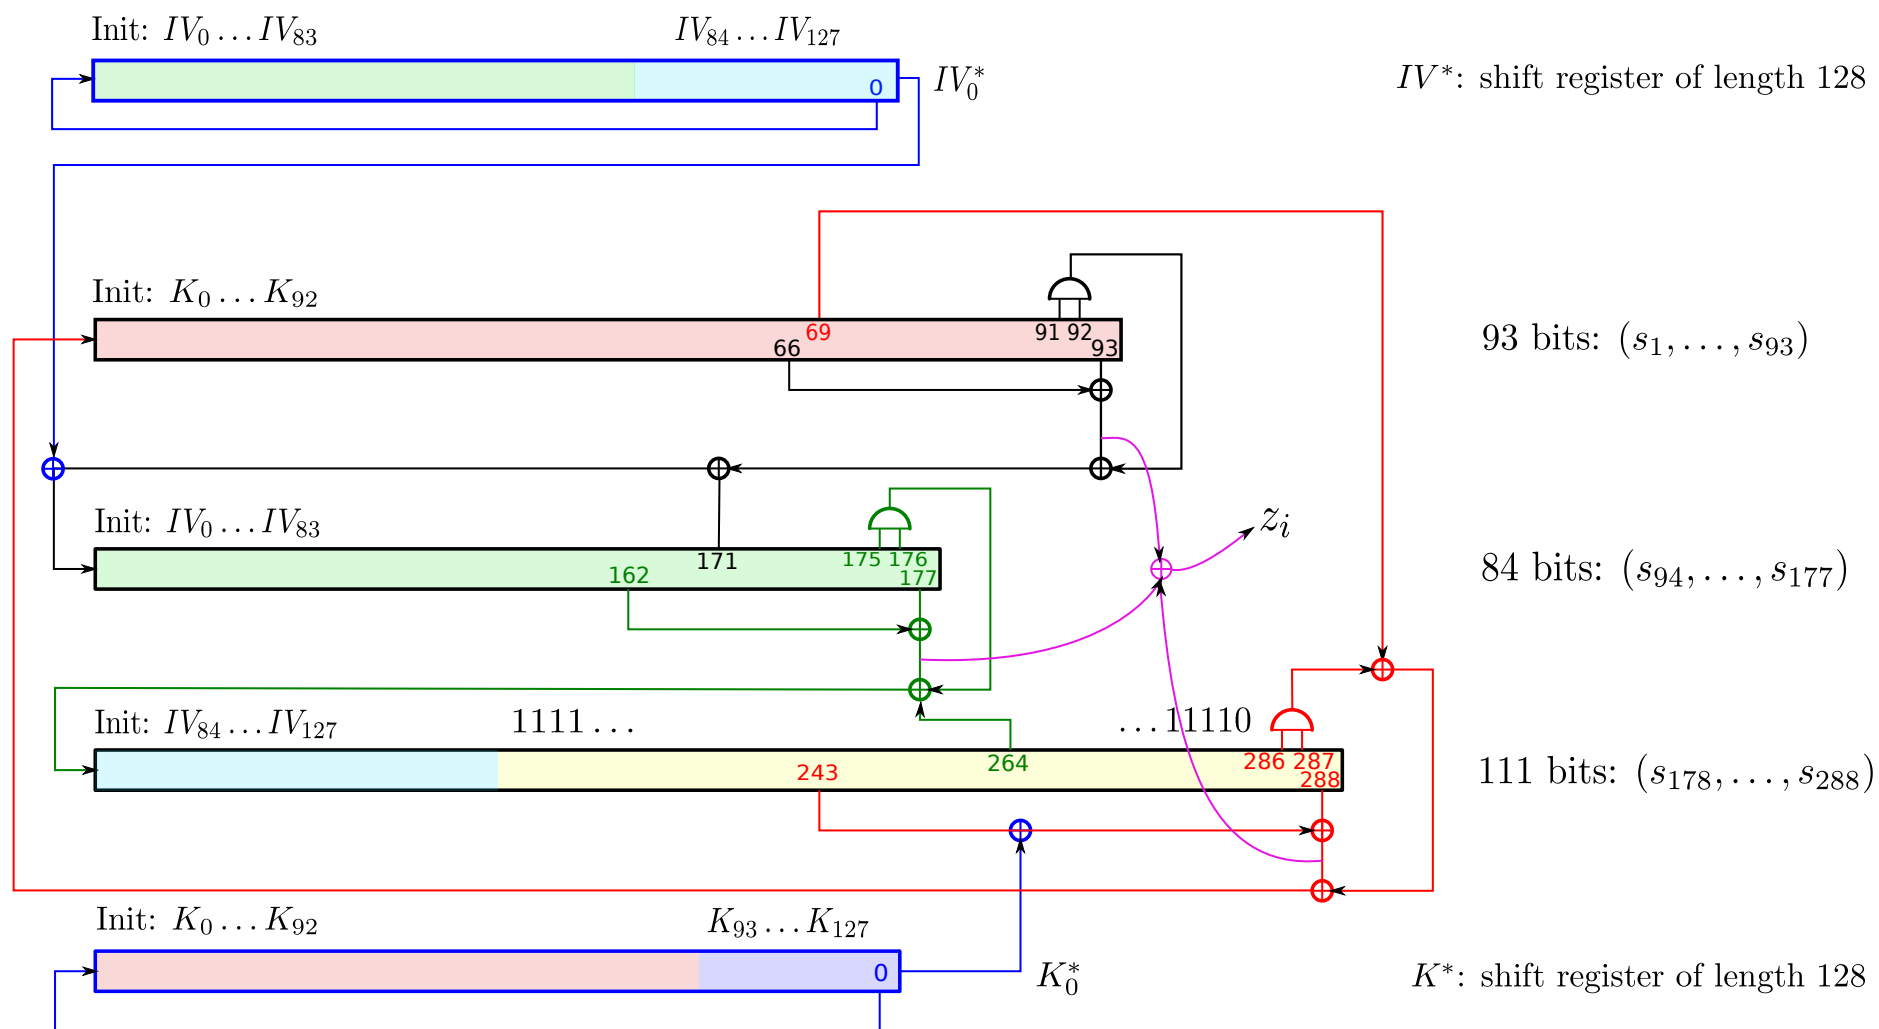 Init: IV₀…IV₈₃ IV₈₄…IV₁₂₇
0 IV₀* IV*: shift register of length 128
Init: K₀…K₉₂
69 91 92
66 93
93 bits: (s₁,…,s₉₃)
Init: IV₀…IV₈₃
zᵢ
171 175 176
162 177
84 bits: (s₉₄,…,s₁₇₇)
Init: IV₈₄…IV₁₂₇ 1111… …11110
243 264 286 287
288
111 bits: (s₁₇₈,…,s₂₈₈)
Init: K₀…K₉₂ K₉₃…K₁₂₇
0 K₀* K*: shift register of length 128